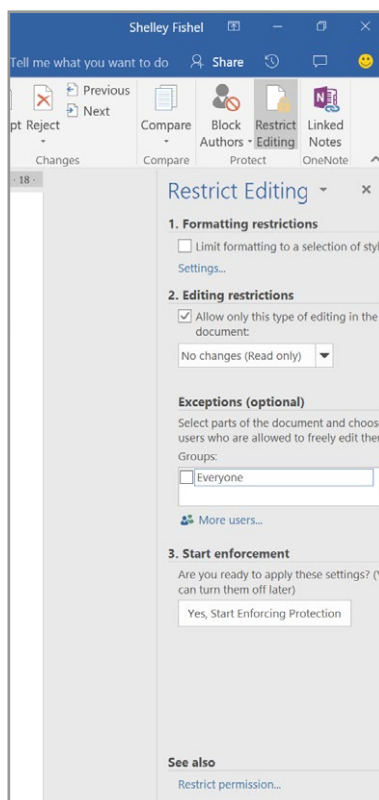 Shelley Fishel
Tell me what you want to do Share
Previous
Next
pt Reject
Compare
Block
Authors
Restrict
Editing
Linked
Notes
Changes
Compare
Protect
OneNote
18
Restrict Editing
1. Formatting restrictions
Limit formatting to a selection of styl
Settings...
2. Editing restrictions
Allow only this type of editing in the
document:
No changes (Read only)
Exceptions (optional)
Select parts of the document and choose
users who are allowed to freely edit them
Groups:
Everyone
More users...
3. Start enforcement
Are you ready to apply these settings? (Y
can turn them off later)
Yes, Start Enforcing Protection
See also
Restrict permission...